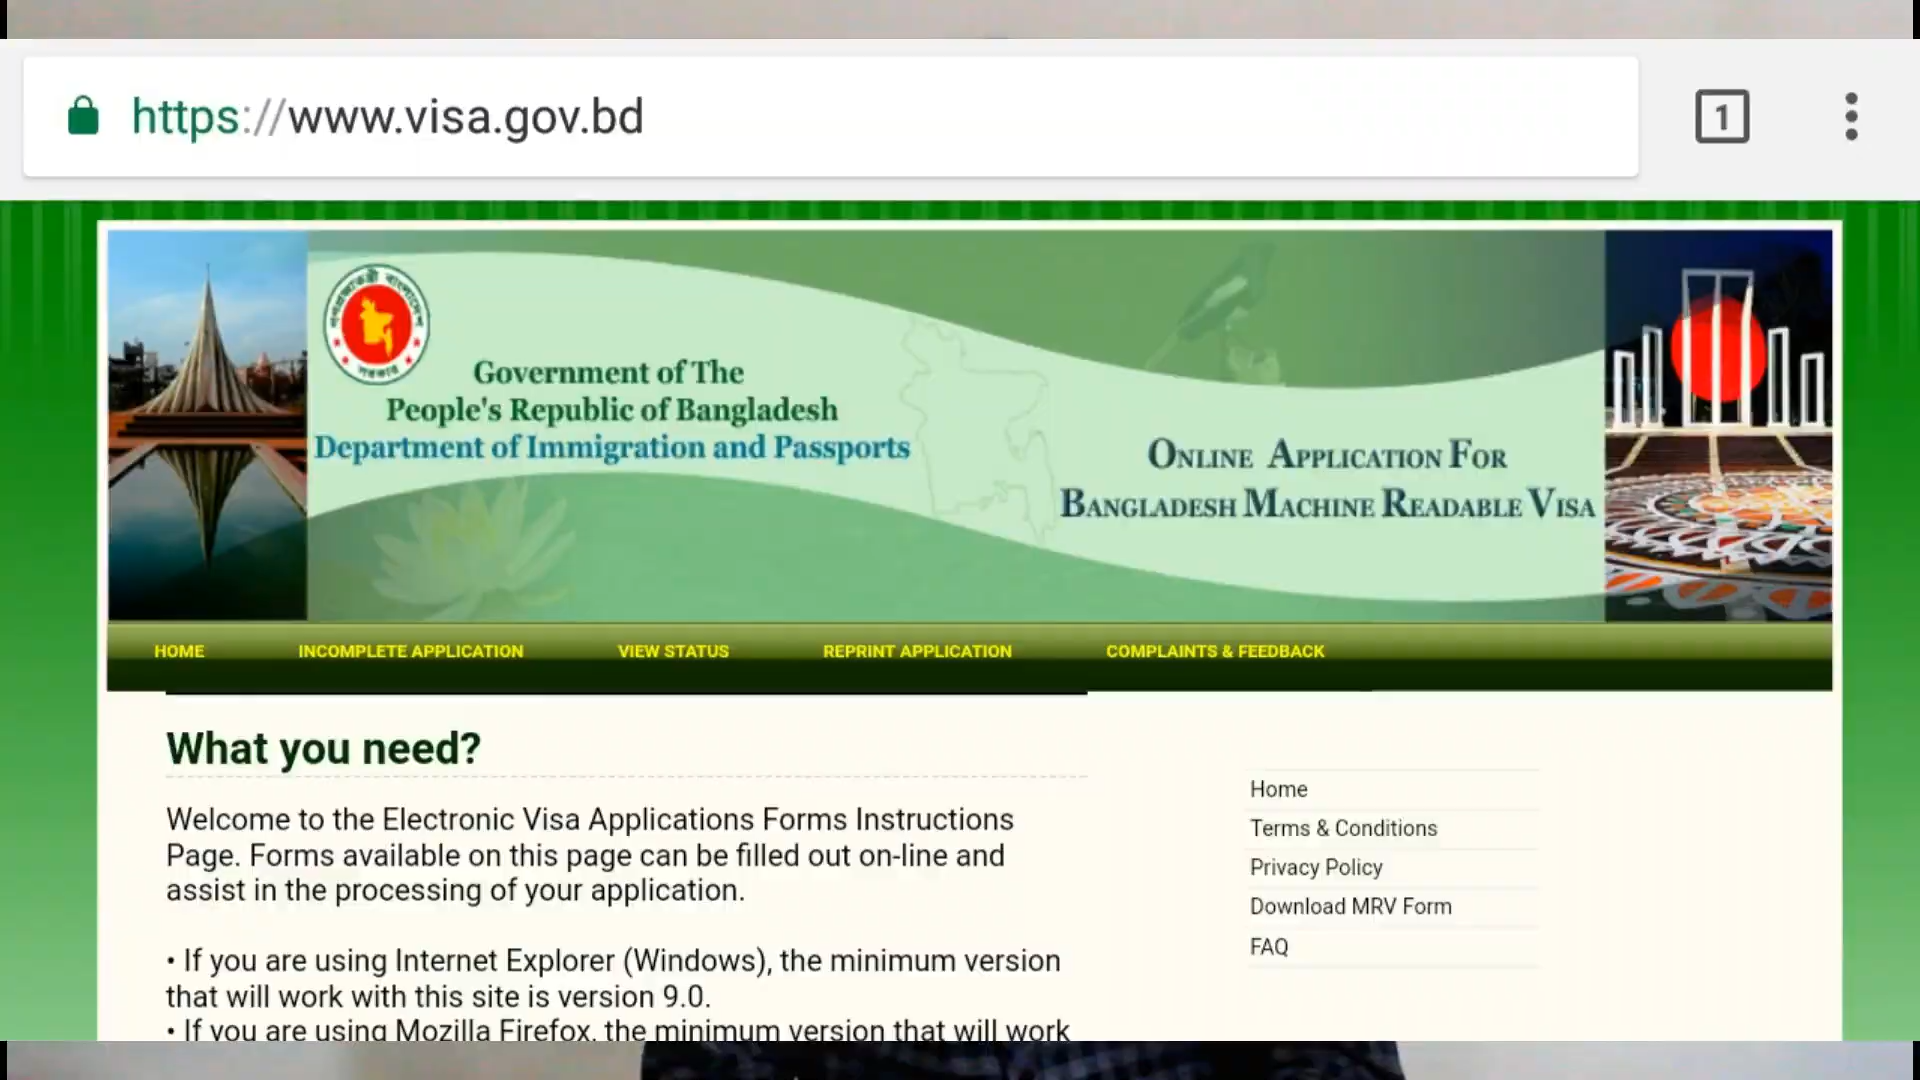 https://www.visa.gov.bd
1
গণপ্রজাতন্ত্রী বাংলাদেশ
সরকার
Government of The
People's Republic of Bangladesh
Department of Immigration and Passports
ONLINE APPLICATION FOR
BANGLADESH MACHINE READABLE VISA
HOME
INCOMPLETE APPLICATION
VIEW STATUS
REPRINT APPLICATION
COMPLAINTS & FEEDBACK
What you need?
Welcome to the Electronic Visa Applications Forms Instructions
Page. Forms available on this page can be filled out on-line and
assist in the processing of your application.
• If you are using Internet Explorer (Windows), the minimum version
that will work with this site is version 9.0.
• If you are using Mozilla Firefox, the minimum version that will work
Home
Terms & Conditions
Privacy Policy
Download MRV Form
FAQ